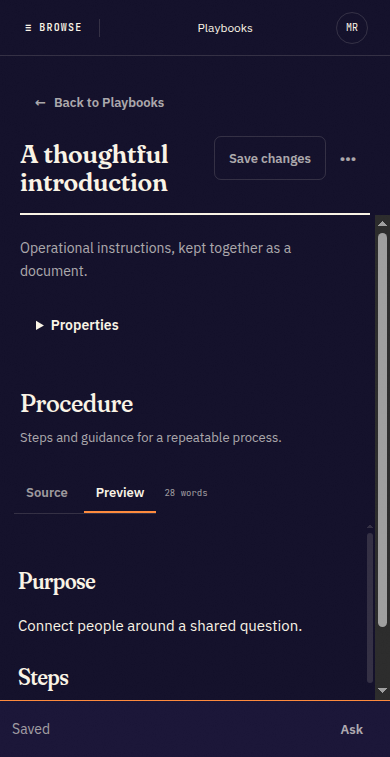 ≡ BROWSE
Playbooks
MR
← Back to Playbooks
A thoughtful
introduction
Save changes
•••
Operational instructions, kept together as a
document.
▶ Properties
Procedure
Steps and guidance for a repeatable process.
Source
Preview
28 words
Purpose
Connect people around a shared question.
Steps
Saved
Ask